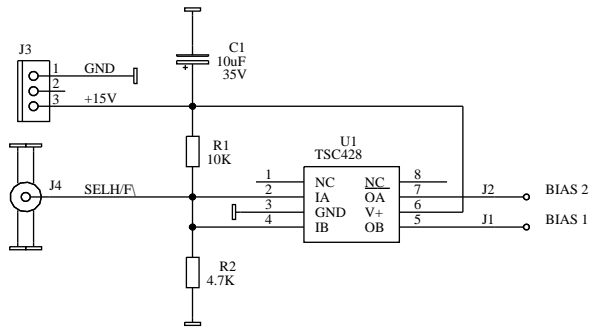 J3
1
GND
2
3
+15V
C1
10uF
35V
+
R1
10K
U1
TSC428
J4
SELH/F\
1
2
3
4
NC
IA
GND
IB
NC
OA
V+
OB
8
7
6
5
J2
BIAS 2
J1
BIAS 1
R2
4.7K